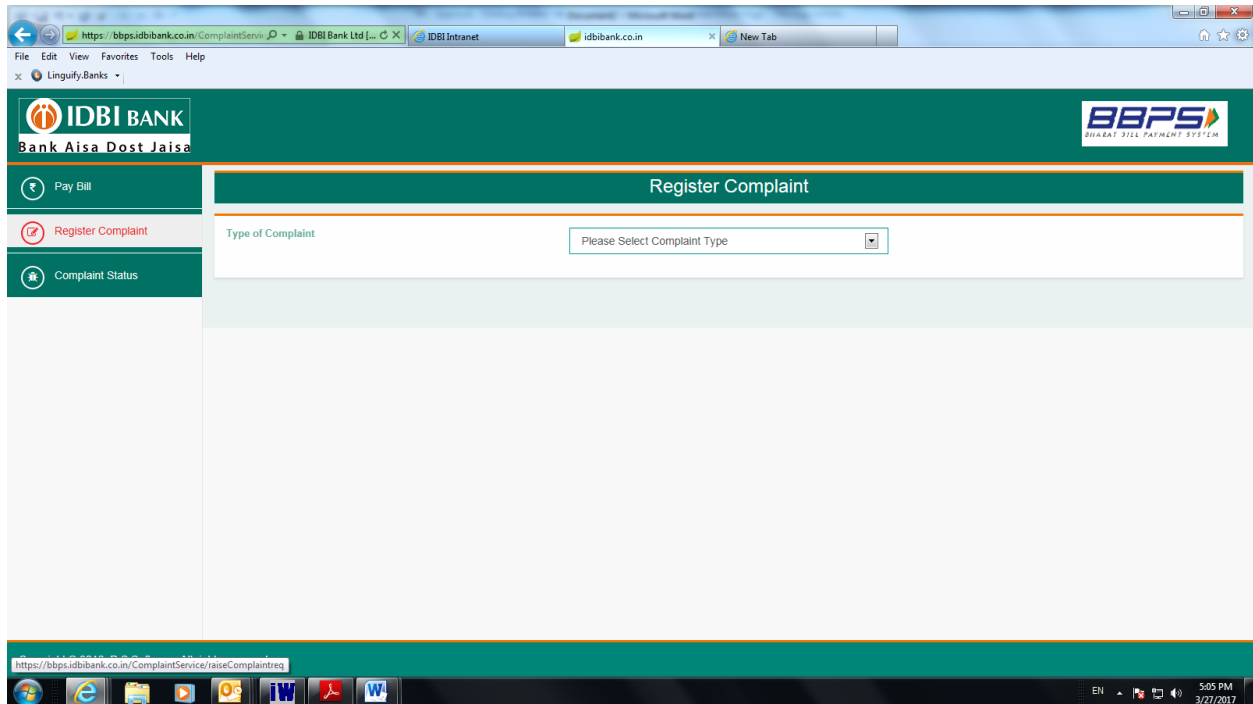 https://bbps.idbibank.co.in/ComplaintServi
IDBI Bank Ltd [...
IDBI Intranet
idbibank.co.in
New Tab
File Edit View Favorites Tools Help
x Linguify.Banks
IDBI BANK
Bank Aisa Dost Jaisa
BBPS
BHARAT BILL PAYMENT SYSTEM
Pay Bill
Register Complaint
Register Complaint
Type of Complaint
Please Select Complaint Type
Complaint Status
https://bbps.idbibank.co.in/ComplaintService/raiseComplaintreq
EN
5:05 PM
3/27/2017